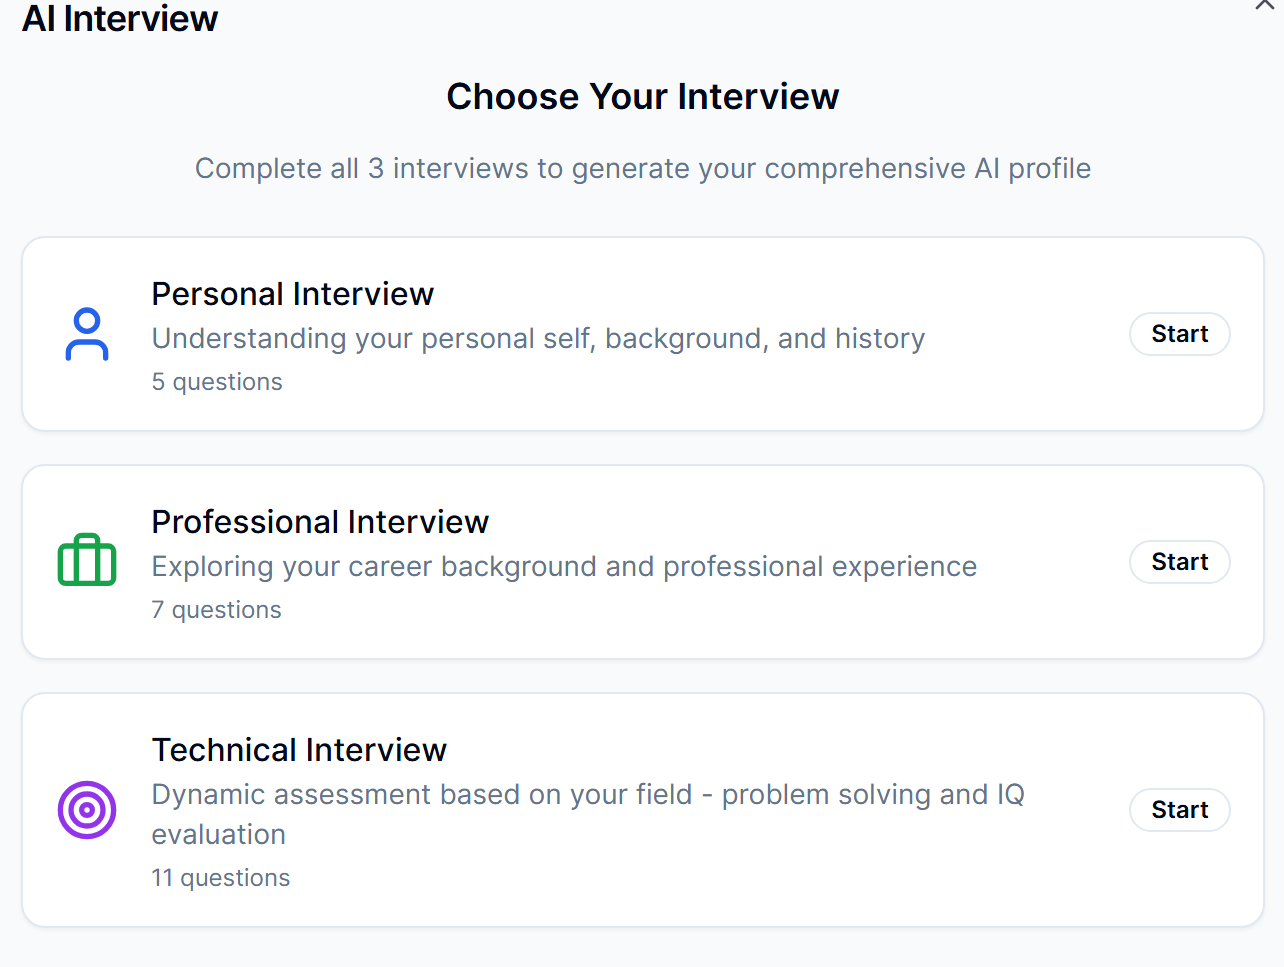 AI Interview
Choose Your Interview
Complete all 3 interviews to generate your comprehensive AI profile
Personal Interview
Understanding your personal self, background, and history
5 questions
Start
Professional Interview
Exploring your career background and professional experience
7 questions
Start
Technical Interview
Dynamic assessment based on your field - problem solving and IQ
evaluation
11 questions
Start